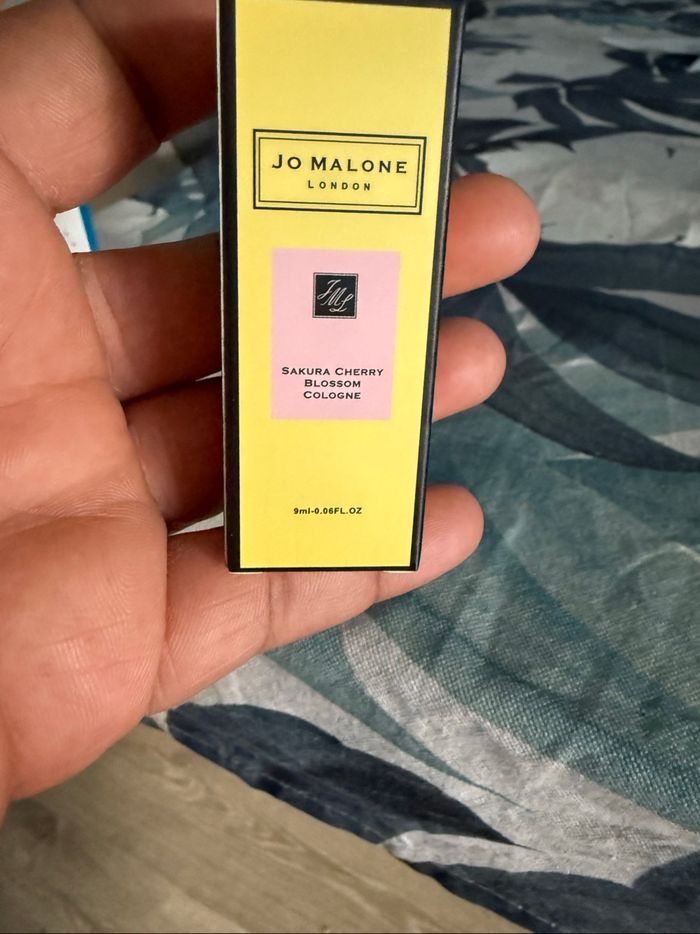 JO MALONE
LONDON
JML
SAKURA CHERRY
BLOSSOM
COLOGNE
9ml-0.06FL.OZ